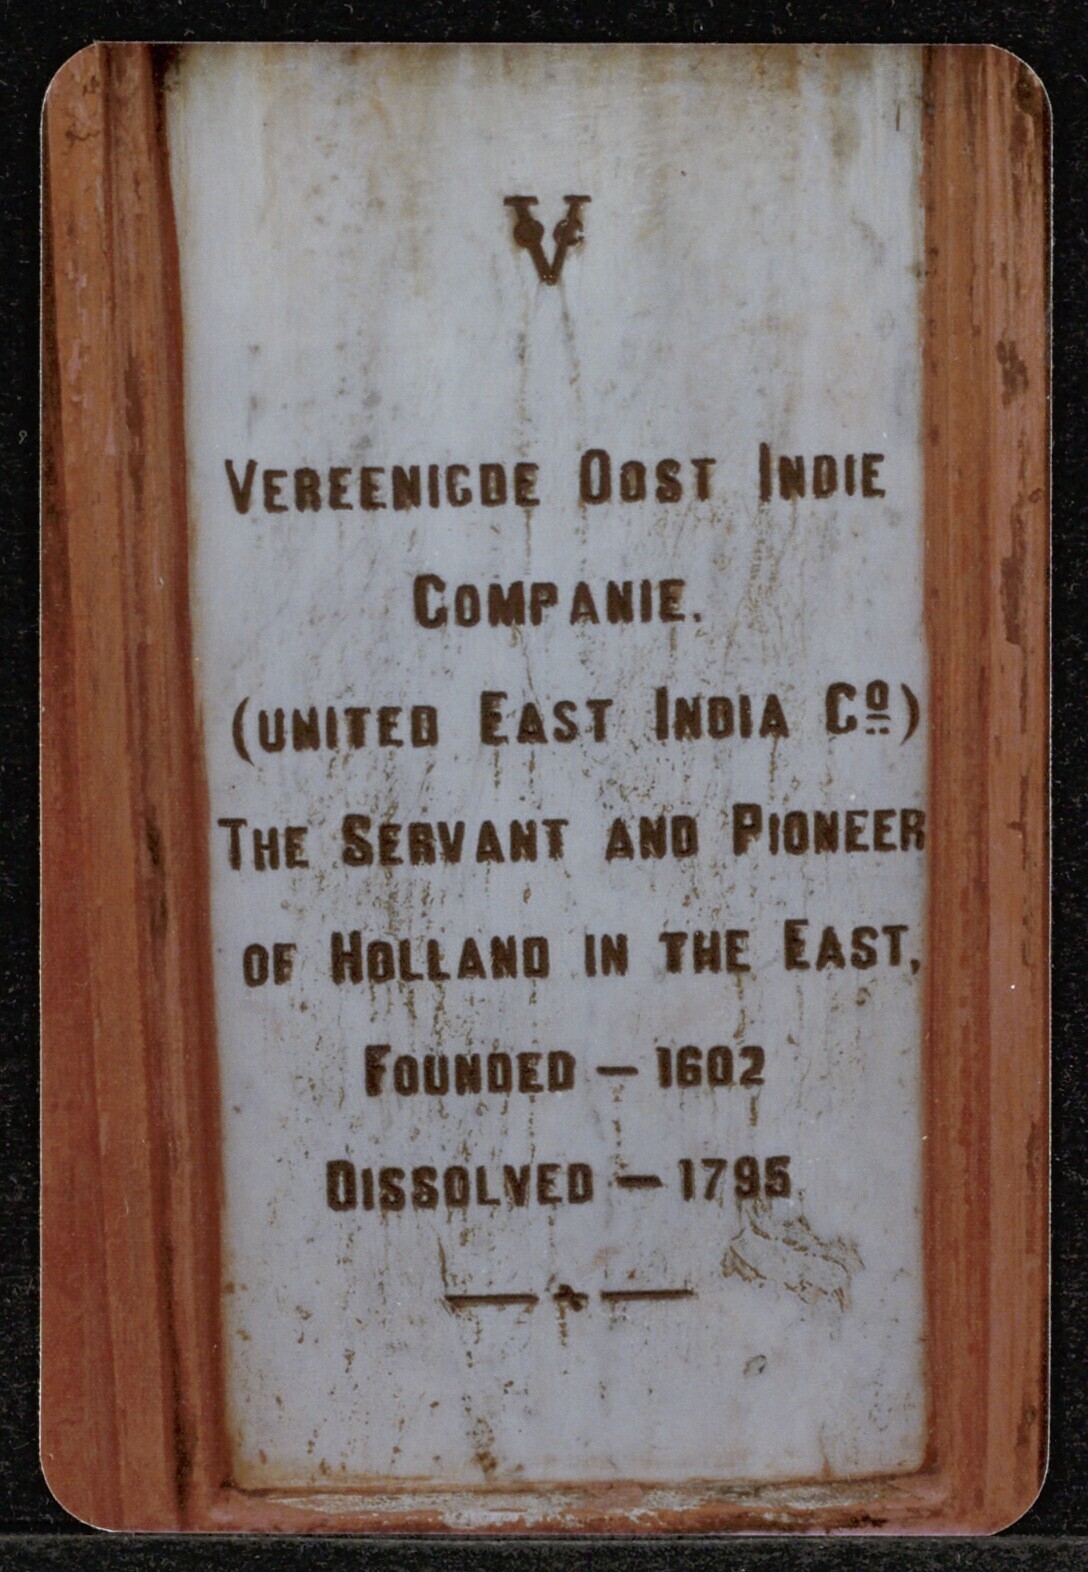 VOC
VEREENIGDE OOST INDIE
COMPANIE.
(UNITED EAST INDIA Cº)
THE SERVANT AND PIONEER
OF HOLLAND IN THE EAST,
FOUNDED — 1602
DISSOLVED — 1795